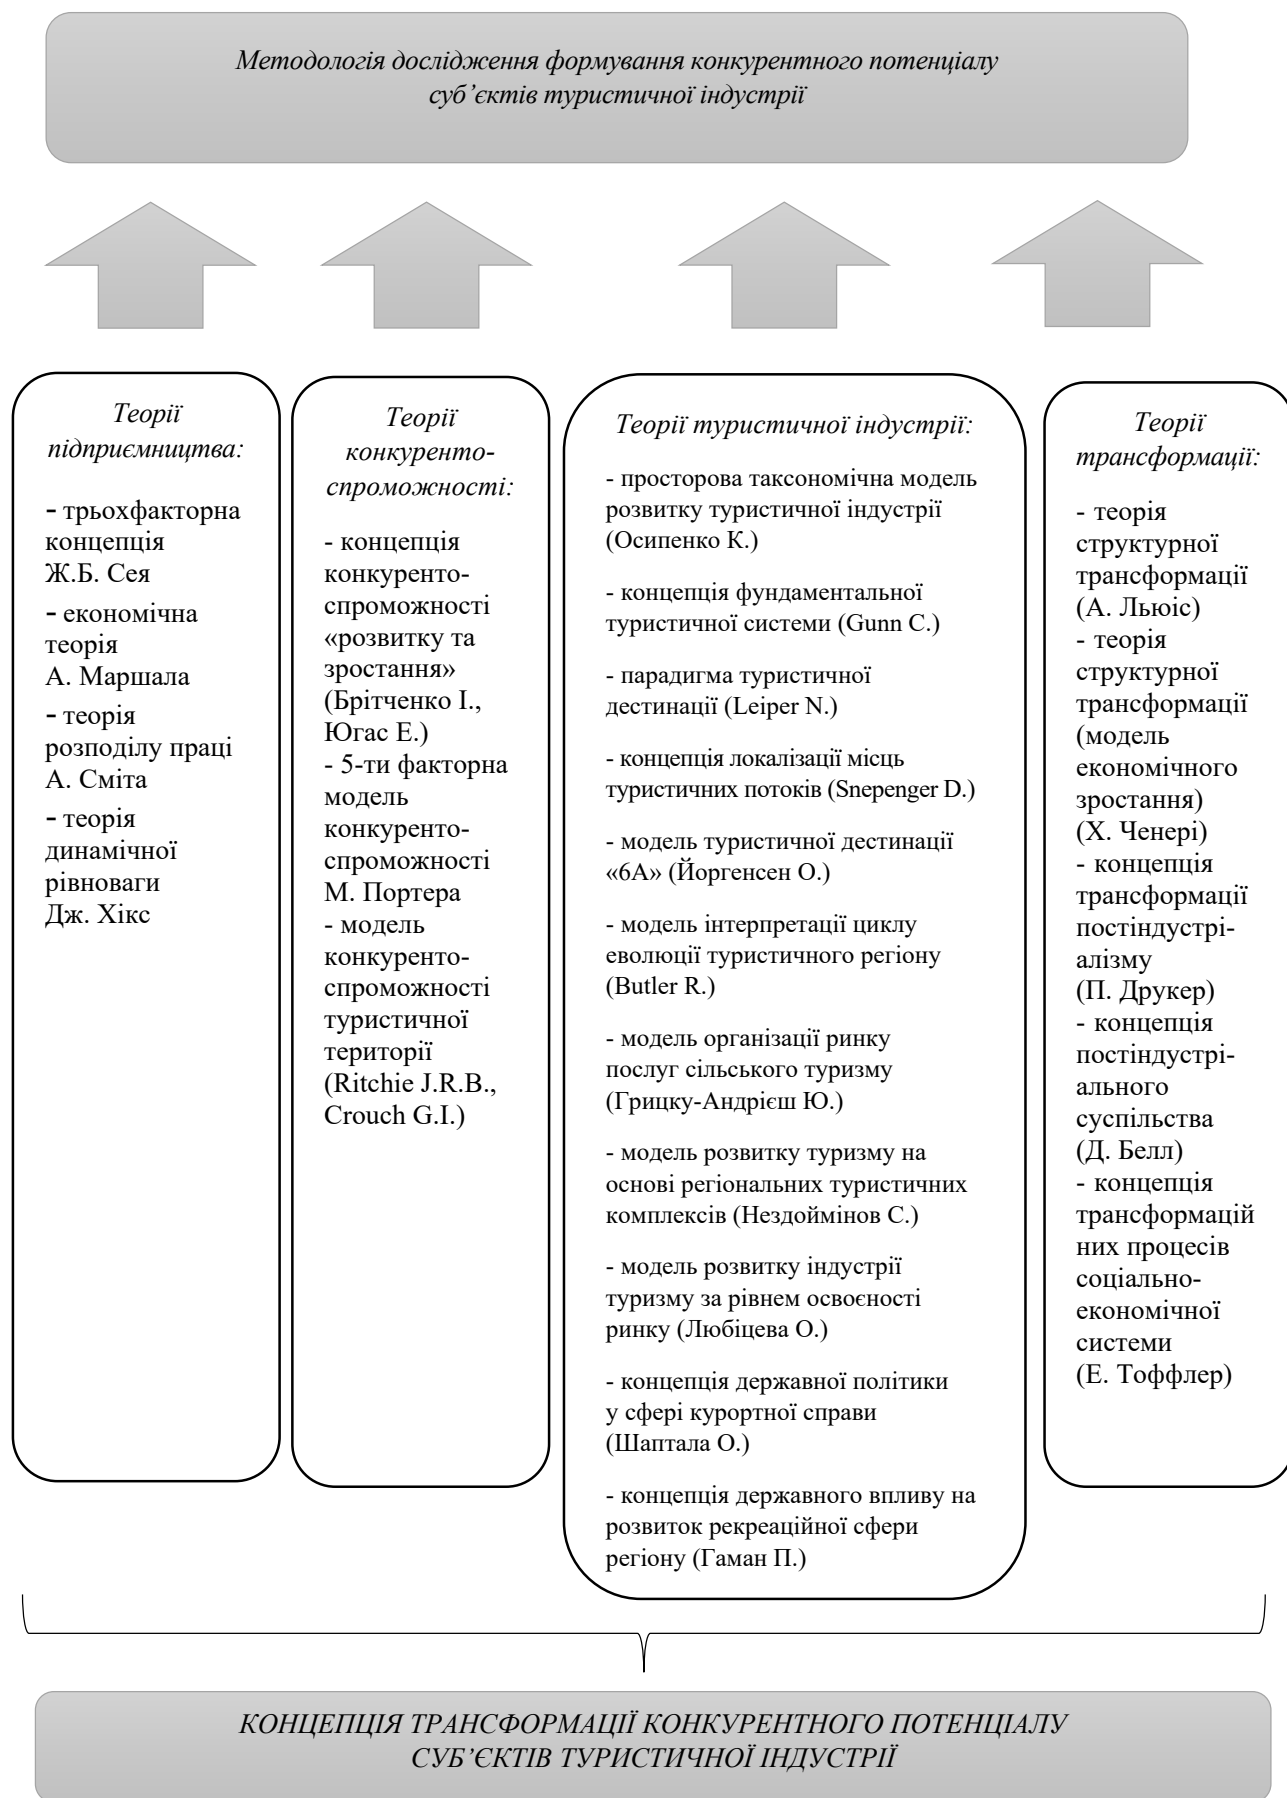 Методологія дослідження формування конкурентного потенціалу
суб’єктів туристичної індустрії
Теорії
підприємництва:
- трьохфакторна
концепція
Ж.Б. Сея
- економічна
теорія
А. Маршала
- теорія
розподілу праці
А. Сміта
- теорія
динамічної
рівноваги
Дж. Хікс
Теорії
конкуренто-
спроможності:
- концепція
конкуренто-
спроможності
«розвитку та
зростання»
(Брітченко І.,
Югас Е.)
- 5-ти факторна
модель
конкуренто-
спроможності
М. Портера
- модель
конкуренто-
спроможності
туристичної
території
(Ritchie J.R.B.,
Crouch G.I.)
Теорії туристичної індустрії:
- просторова таксономічна модель
розвитку туристичної індустрії
(Осипенко К.)
- концепція фундаментальної
туристичної системи (Gunn C.)
- парадигма туристичної
дестинації (Leiper N.)
- концепція локалізації місць
туристичних потоків (Snepenger D.)
- модель туристичної дестинації
«6А» (Йоргенсен О.)
- модель інтерпретації циклу
еволюції туристичного регіону
(Butler R.)
- модель організації ринку
послуг сільського туризму
(Грицку-Андрієш Ю.)
- модель розвитку туризму на
основі регіональних туристичних
комплексів (Нездоймінов С.)
- модель розвитку індустрії
туризму за рівнем освоєності
ринку (Любіцева О.)
- концепція державної політики
у сфері курортної справи
(Шаптала О.)
- концепція державного впливу на
розвиток рекреаційної сфери
регіону (Гаман П.)
Теорії
трансформації:
- теорія
структурної
трансформації
(А. Льюіс)
- теорія
структурної
трансформації
(модель
економічного
зростання)
(Х. Ченері)
- концепція
трансформації
постіндустрі-
алізму
(П. Друкер)
- концепція
постіндустрі-
ального
суспільства
(Д. Белл)
- концепція
трансформацій
них процесів
соціально-
економічної
системи
(Е. Тоффлер)
КОНЦЕПЦІЯ ТРАНСФОРМАЦІЇ КОНКУРЕНТНОГО ПОТЕНЦІАЛУ
СУБ’ЄКТІВ ТУРИСТИЧНОЇ ІНДУСТРІЇ